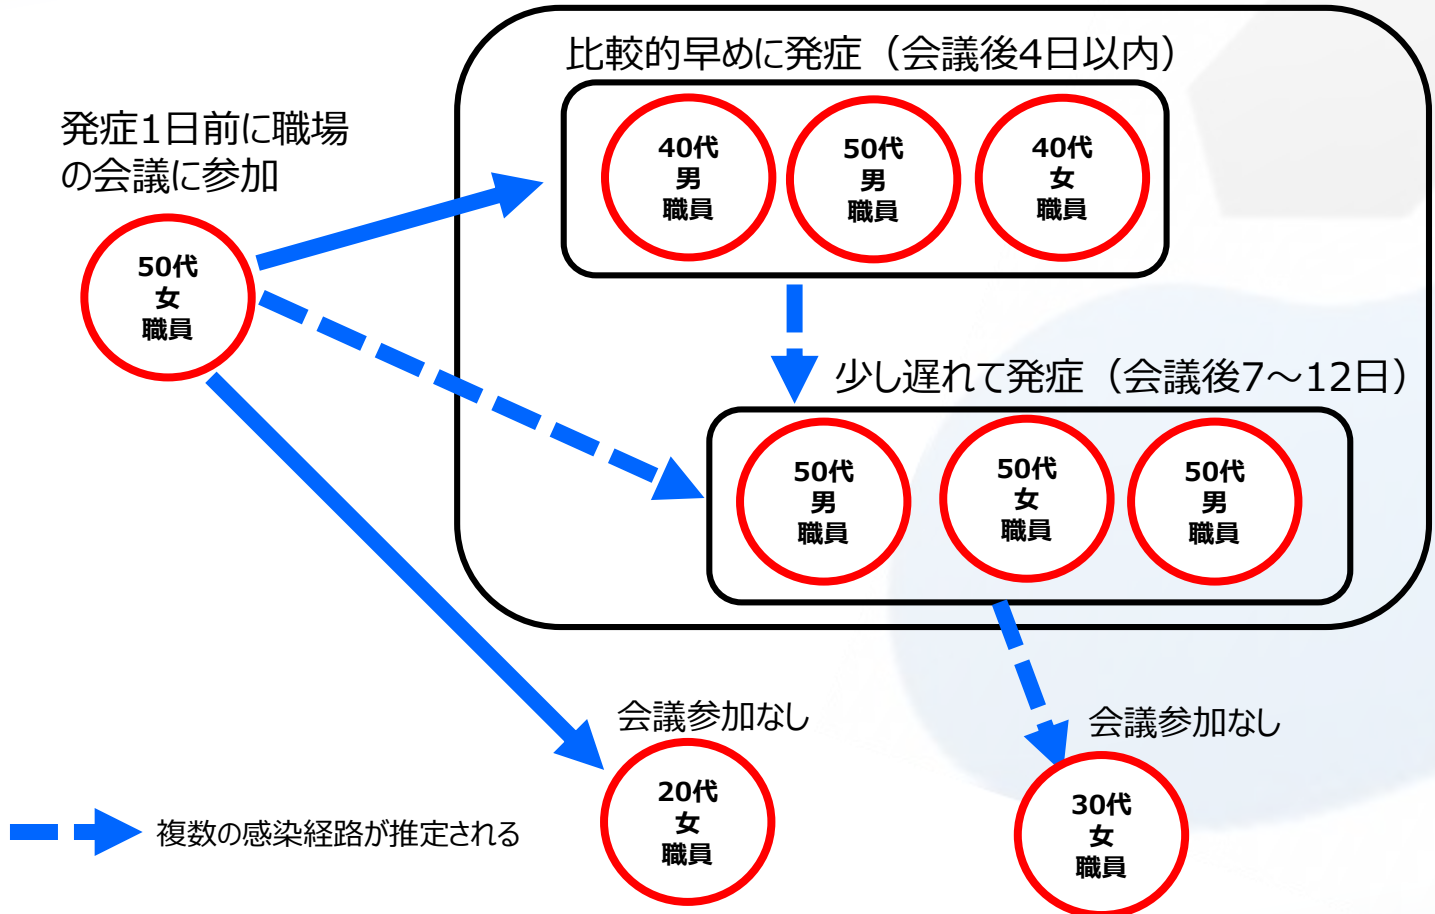 比較的早めに発症（会議後4日以内）
40代
男
職員
50代
男
職員
40代
女
職員
発症1日前に職場
の会議に参加
50代
女
職員
少し遅れて発症（会議後7～12日）
50代
男
職員
50代
女
職員
50代
男
職員
会議参加なし
20代
女
職員
会議参加なし
30代
女
職員
複数の感染経路が推定される